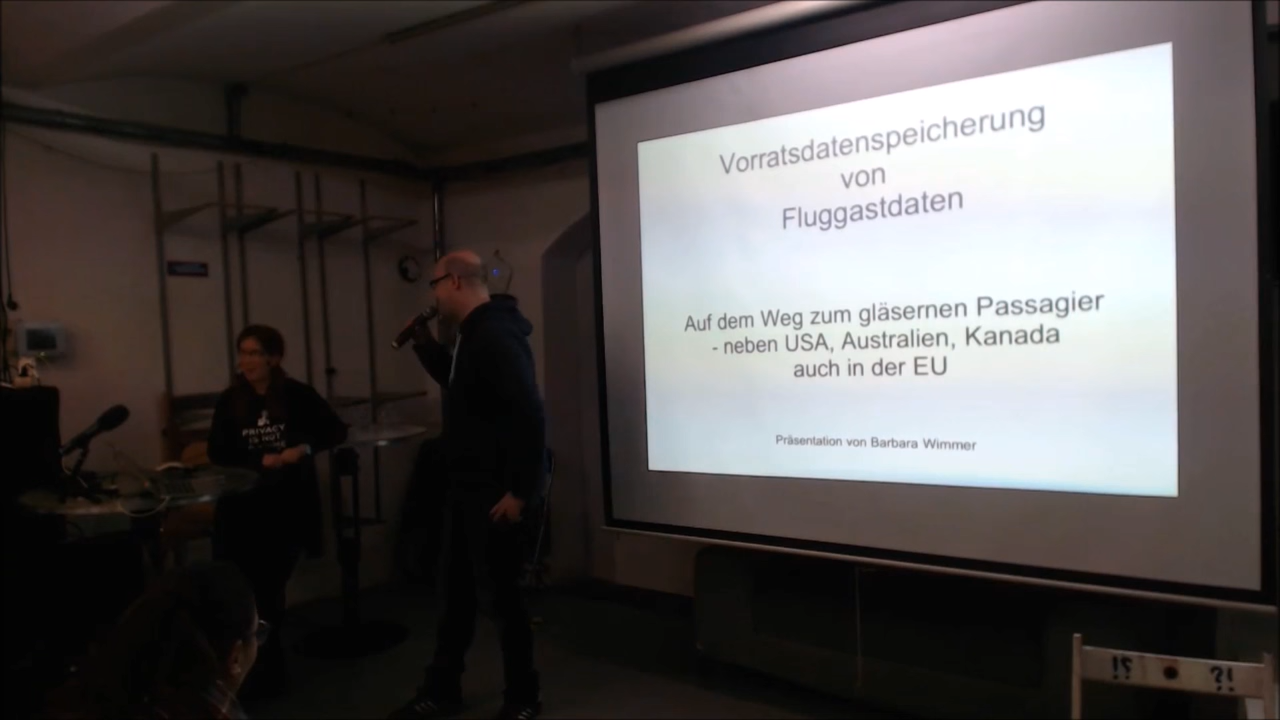 Vorratsdatenspeicherung
von
Fluggastdaten
Auf dem Weg zum gläsernen Passagier
- neben USA, Australien, Kanada
auch in der EU
Präsentation von Barbara Wimmer
PRIVACY
IS NOT
!? ?!